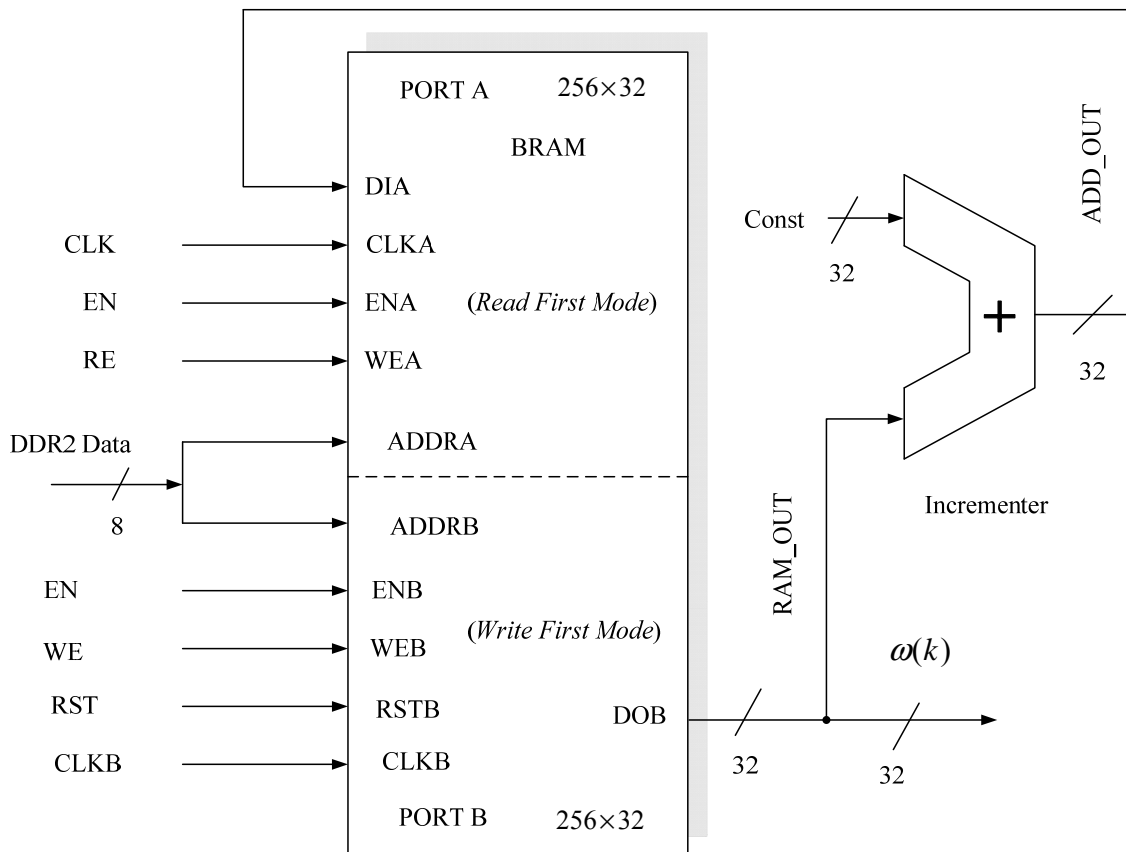 PORT A 256×32
BRAM
DIA
CLK CLKA
EN ENA (Read First Mode)
RE WEA
DDR2 Data
8
ADDRA
ADDRB
EN ENB
(Write First Mode)
WE WEB
RST RSTB
DOB
CLKB CLKB
PORT B 256×32
Const
32
+
ADD_OUT
32
Incrementer
RAM_OUT
ω(k)
32
32